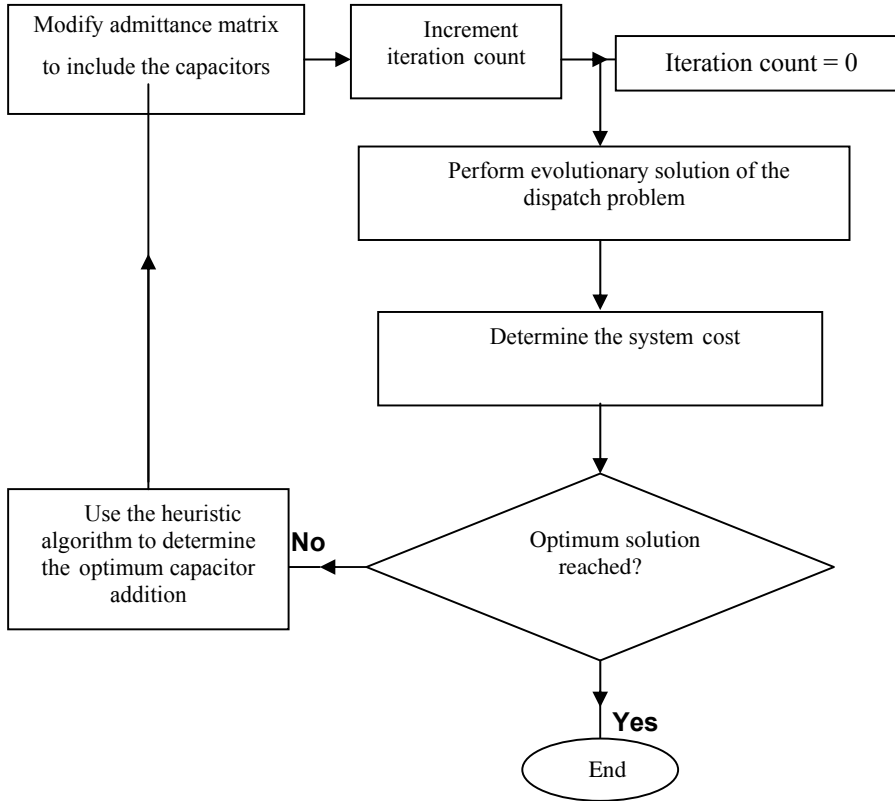 Modify admittance matrix
to include the capacitors
Increment
iteration count
Iteration count = 0
Perform evolutionary solution of the
dispatch problem
Determine the system cost
Optimum solution
reached?
No
Use the heuristic
algorithm to determine
the optimum capacitor
addition
Yes
End